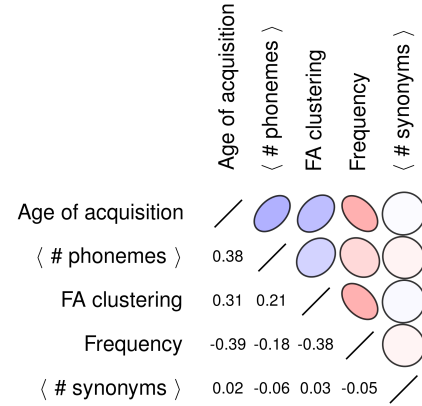 Age of acquisition
⟨ # phonemes ⟩
FA clustering
Frequency
⟨ # synonyms ⟩
Age of acquisition
⟨ # phonemes ⟩ 0.38
FA clustering 0.31 0.21
Frequency -0.39 -0.18 -0.38
⟨ # synonyms ⟩ 0.02 -0.06 0.03 -0.05